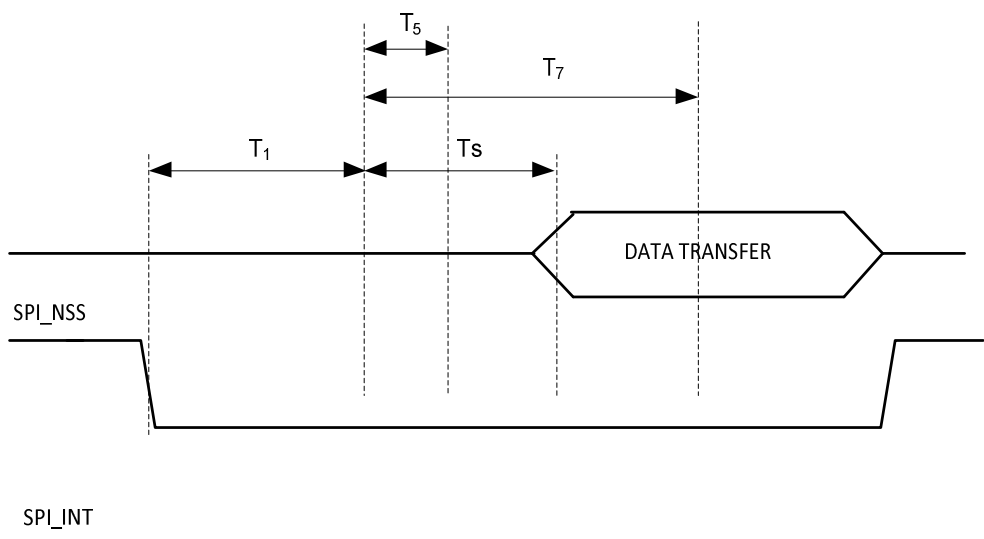 T₅
T₇
T₁
Ts
DATA TRANSFER
SPI_NSS
SPI_INT